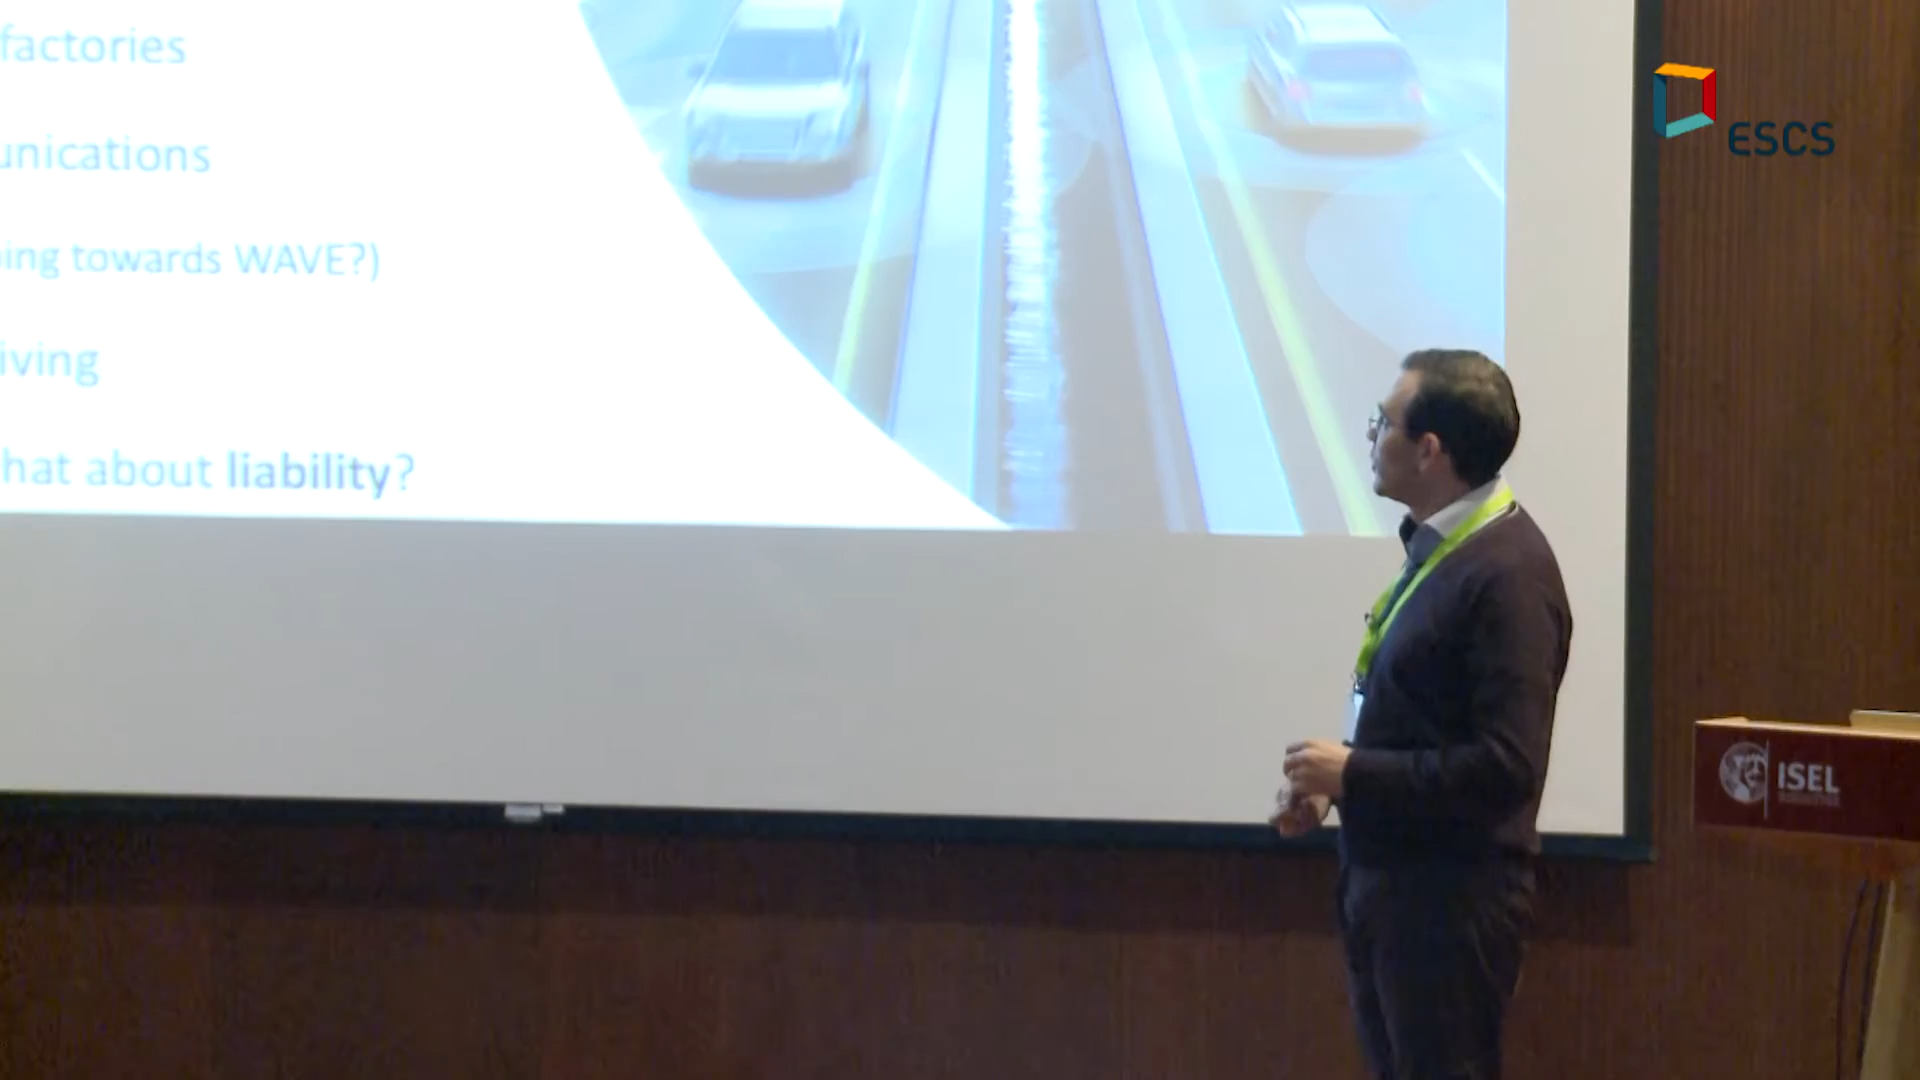 factories
unications
ing towards WAVE?)
iving
hat about liability?
ESCS
ISEL